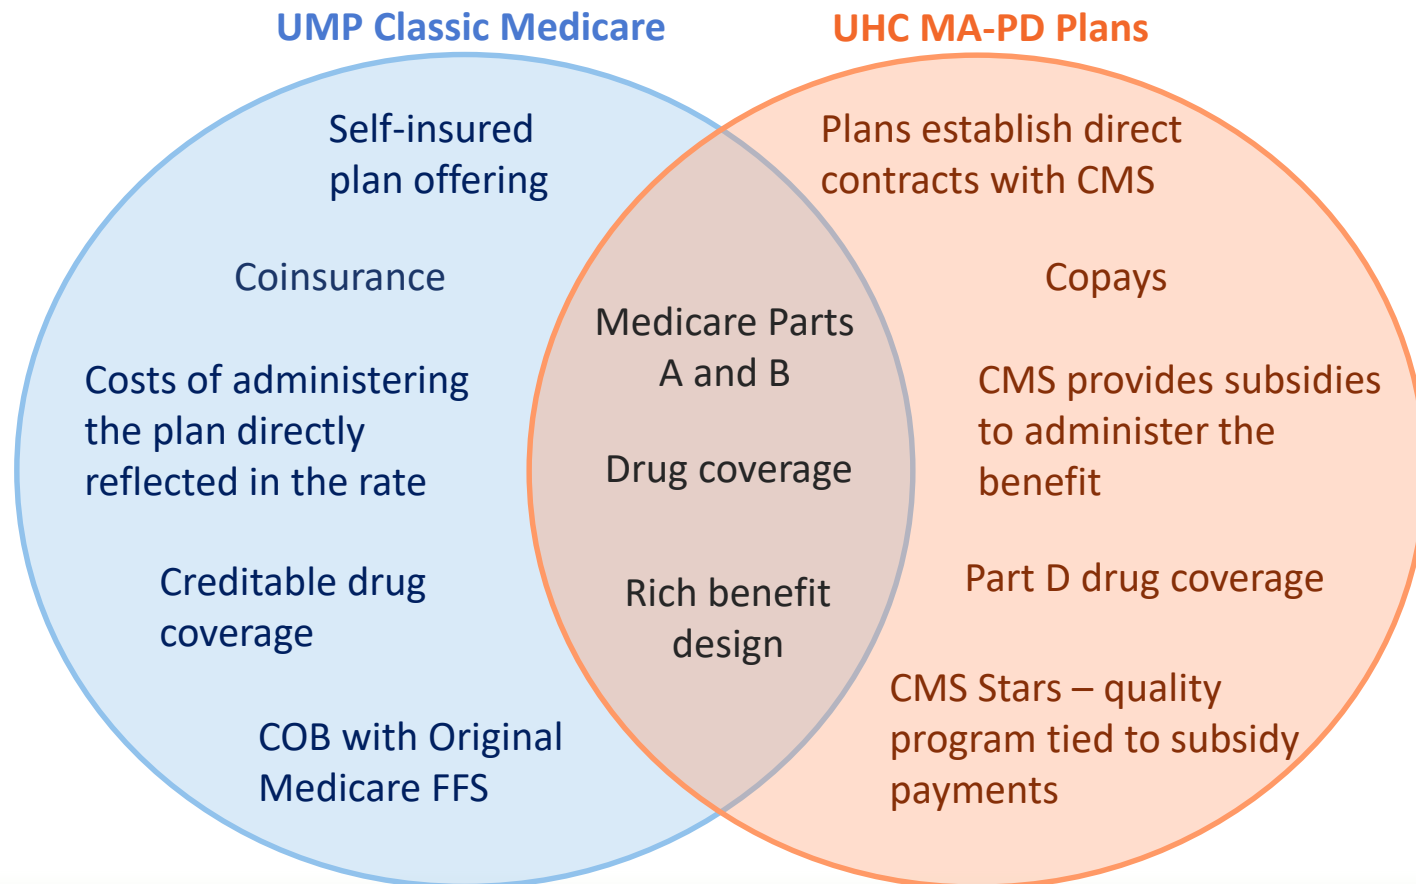 UMP Classic Medicare
Self-insured
plan offering
Coinsurance
Costs of administering
the plan directly
reflected in the rate
Creditable drug
coverage
COB with Original
Medicare FFS
Medicare Parts
A and B
Drug coverage
Rich benefit
design
UHC MA-PD Plans
Plans establish direct
contracts with CMS
Copays
CMS provides subsidies
to administer the
benefit
Part D drug coverage
CMS Stars – quality
program tied to subsidy
payments